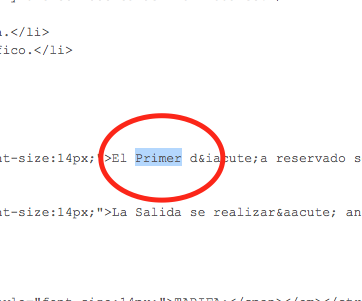 .</li>
fico.</li>
nt-size:14px;">El Primer d&iacute;a reservado s
nt-size:14px;">La Salida se realizar&aacute; an